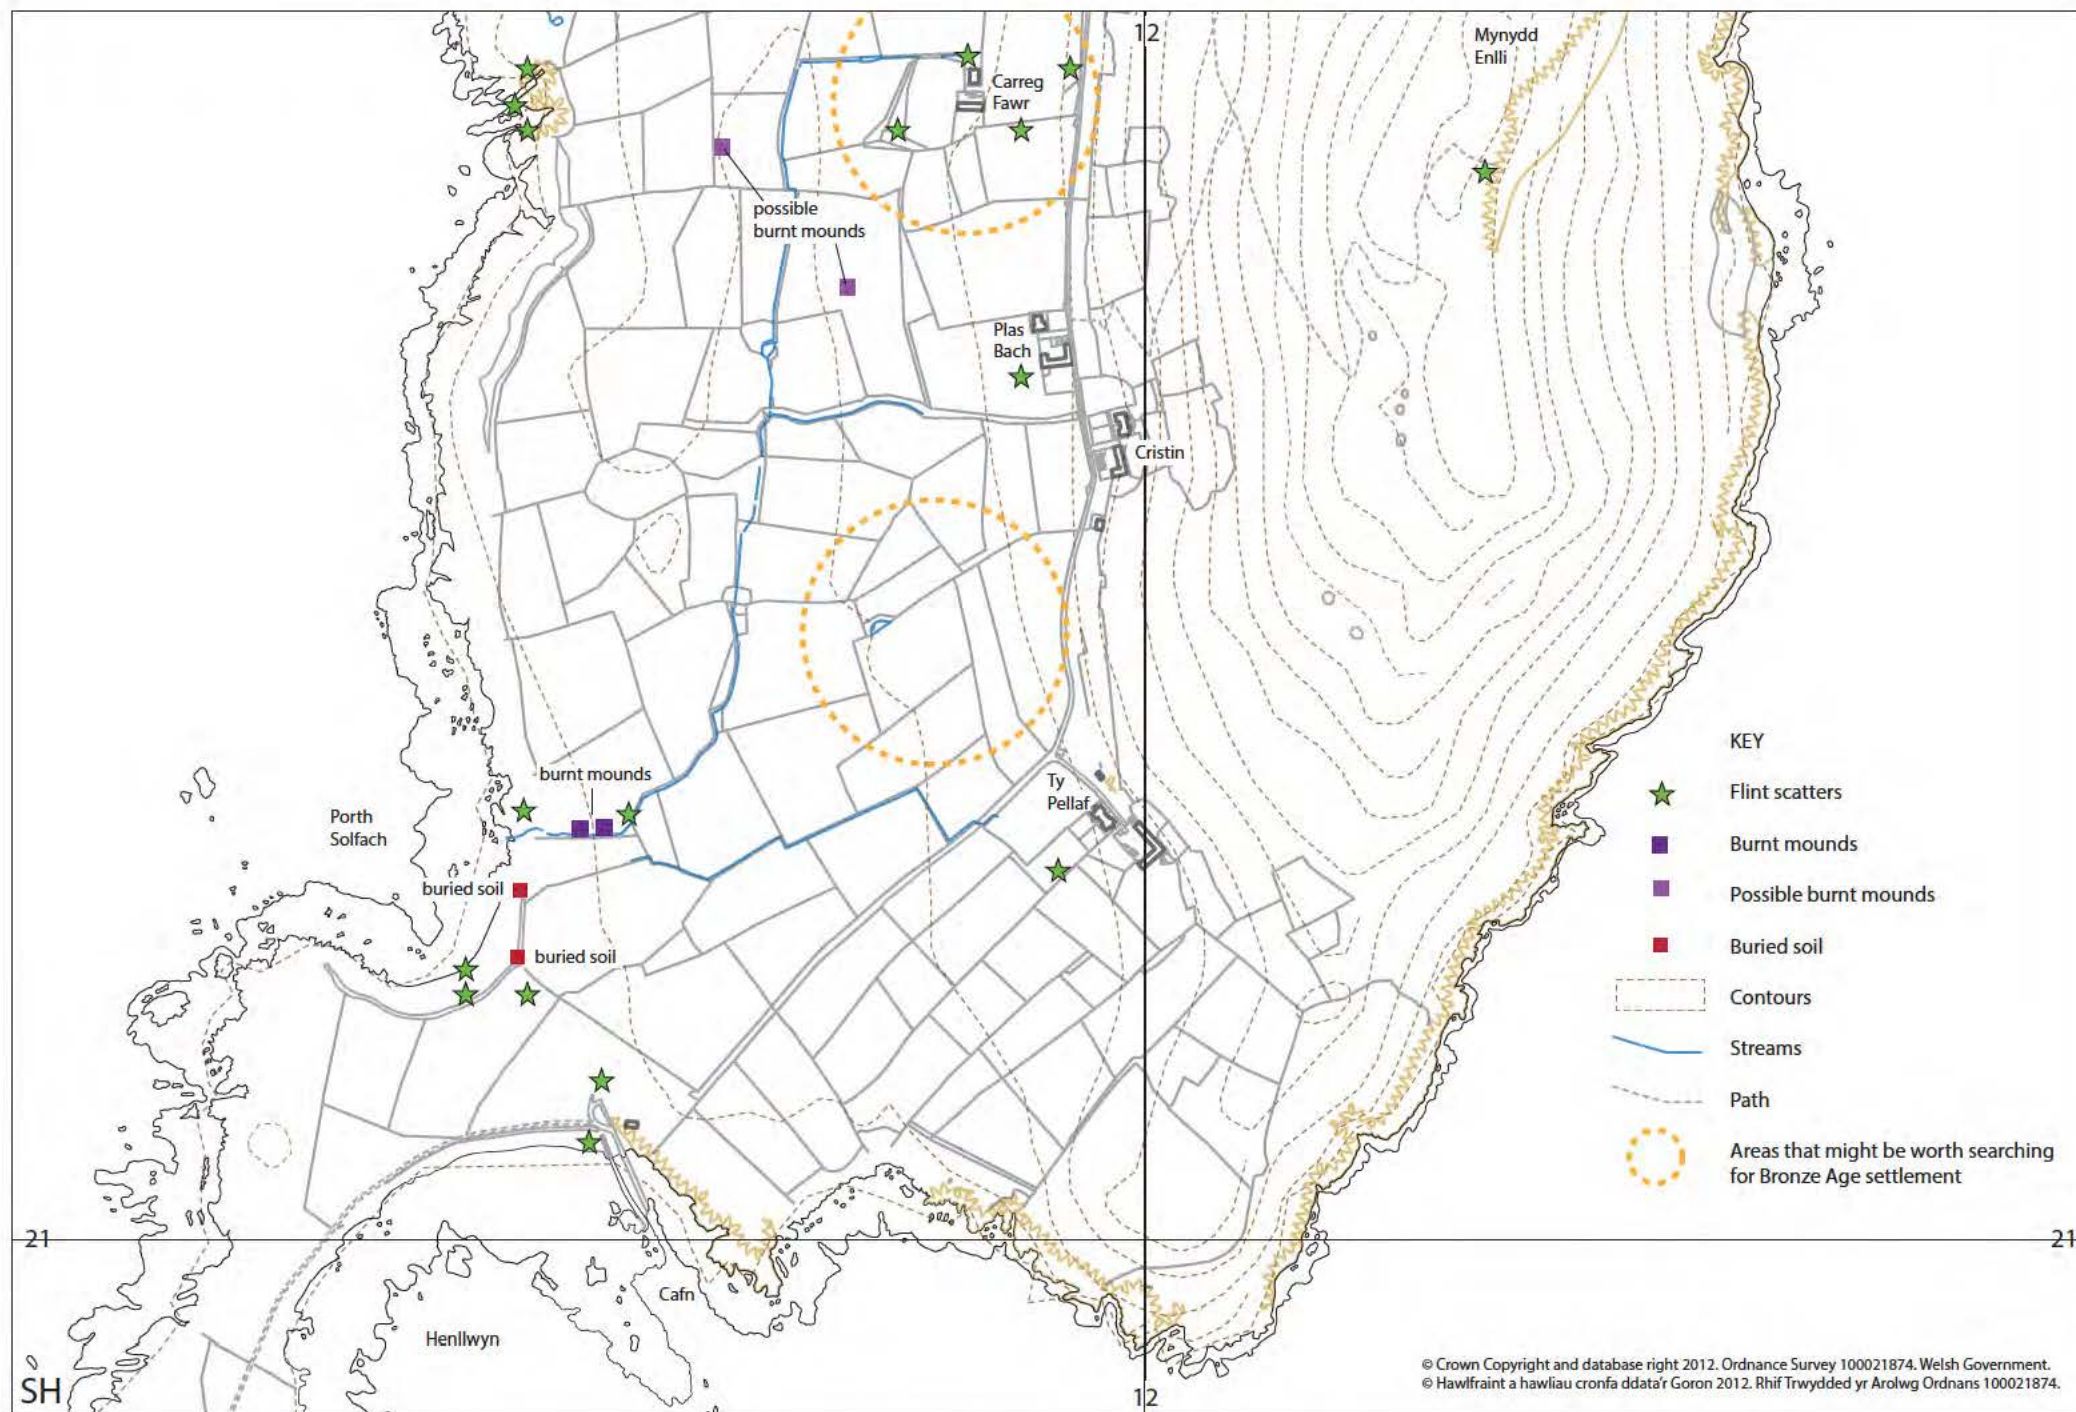 12
Mynydd
Enlli
Carreg
Fawr
possible
burnt mounds
Plas
Bach
Cristin
KEY
Flint scatters
Burnt mounds
Possible burnt mounds
Buried soil
Contours
Streams
Path
Areas that might be worth searching
for Bronze Age settlement
burnt mounds
Ty
Pellaf
Porth
Solfach
buried soil
buried soil
21
21
Cafn
Henllwyn
SH
12
© Crown Copyright and database right 2012. Ordnance Survey 100021874. Welsh Government.
© Hawlfraint a hawliau cronfa ddata'r Goron 2012. Rhif Trwydded yr Arolwg Ordnans 100021874.